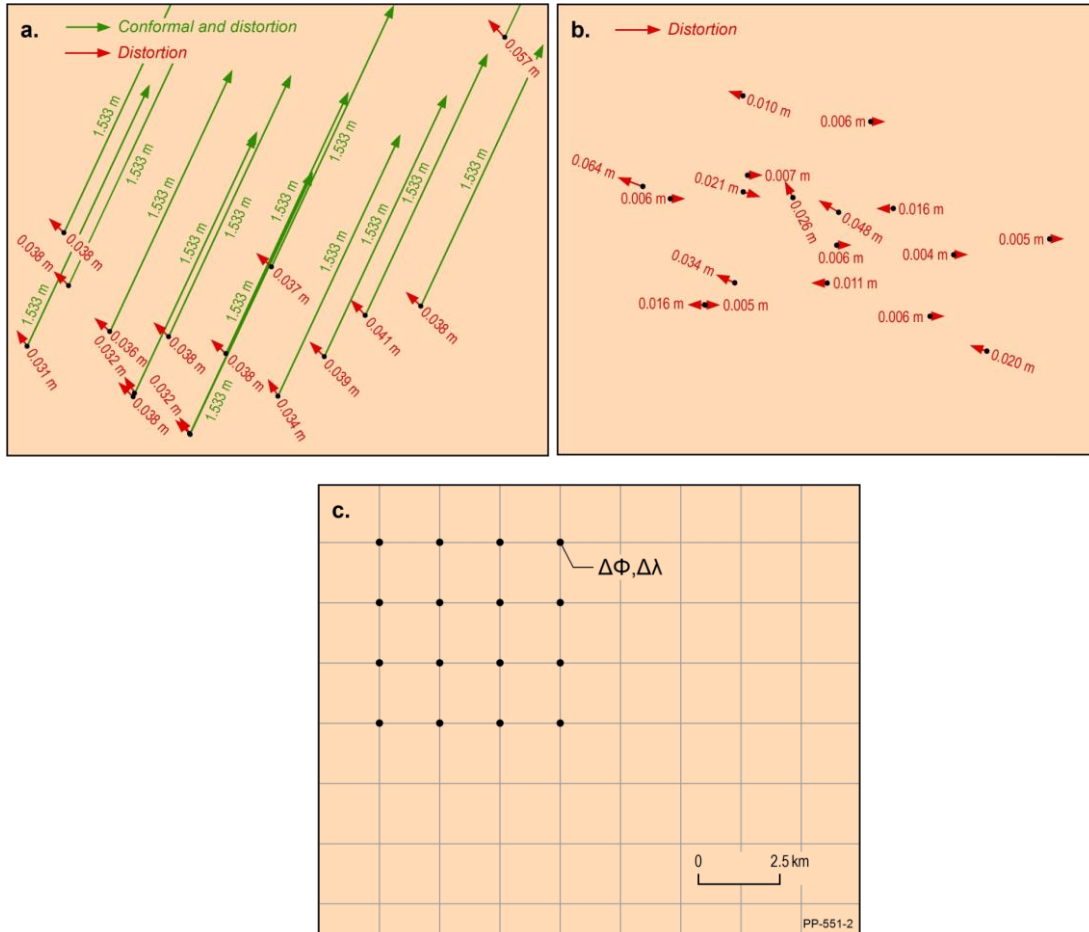 a.
Conformal and distortion
Distortion
0.057 m
1.533 m
1.533 m
1.533 m
1.533 m
1.533 m
1.533 m
1.533 m
1.533 m
1.533 m
1.533 m
1.533 m
1.533 m
1.533 m
1.533 m
0.038 m
0.038 m
0.037 m
0.031 m
0.036 m
0.032 m
0.038 m
0.038 m
0.032 m
0.038 m
0.034 m
0.039 m
0.041 m
0.038 m
b.
Distortion
0.010 m
0.006 m
0.064 m
0.006 m
0.007 m
0.021 m
0.026 m
0.048 m
0.016 m
0.006 m
0.004 m
0.005 m
0.034 m
0.011 m
0.016 m
0.005 m
0.006 m
0.020 m
c.
ΔΦ,Δλ
0
2.5 km
PP-551-2